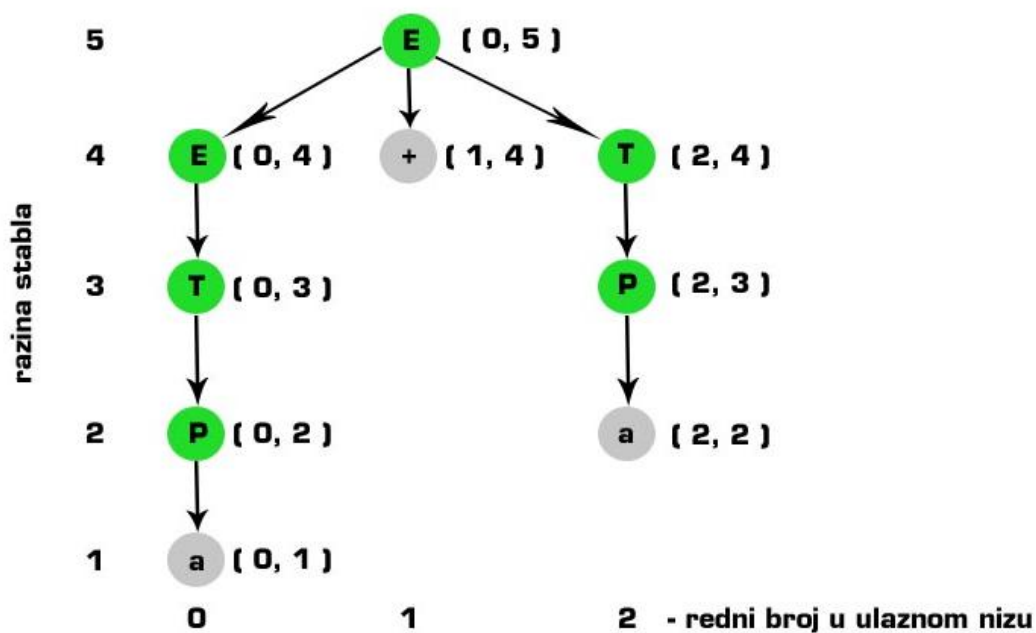 5 E ( 0, 5 )
4 E ( 0, 4 ) + ( 1, 4 ) T ( 2, 4 )
razina stabla
3 T ( 0, 3 ) P ( 2, 3 )
2 P ( 0, 2 ) a ( 2, 2 )
1 a ( 0, 1 )
0 1 2 - redni broj u ulaznom nizu